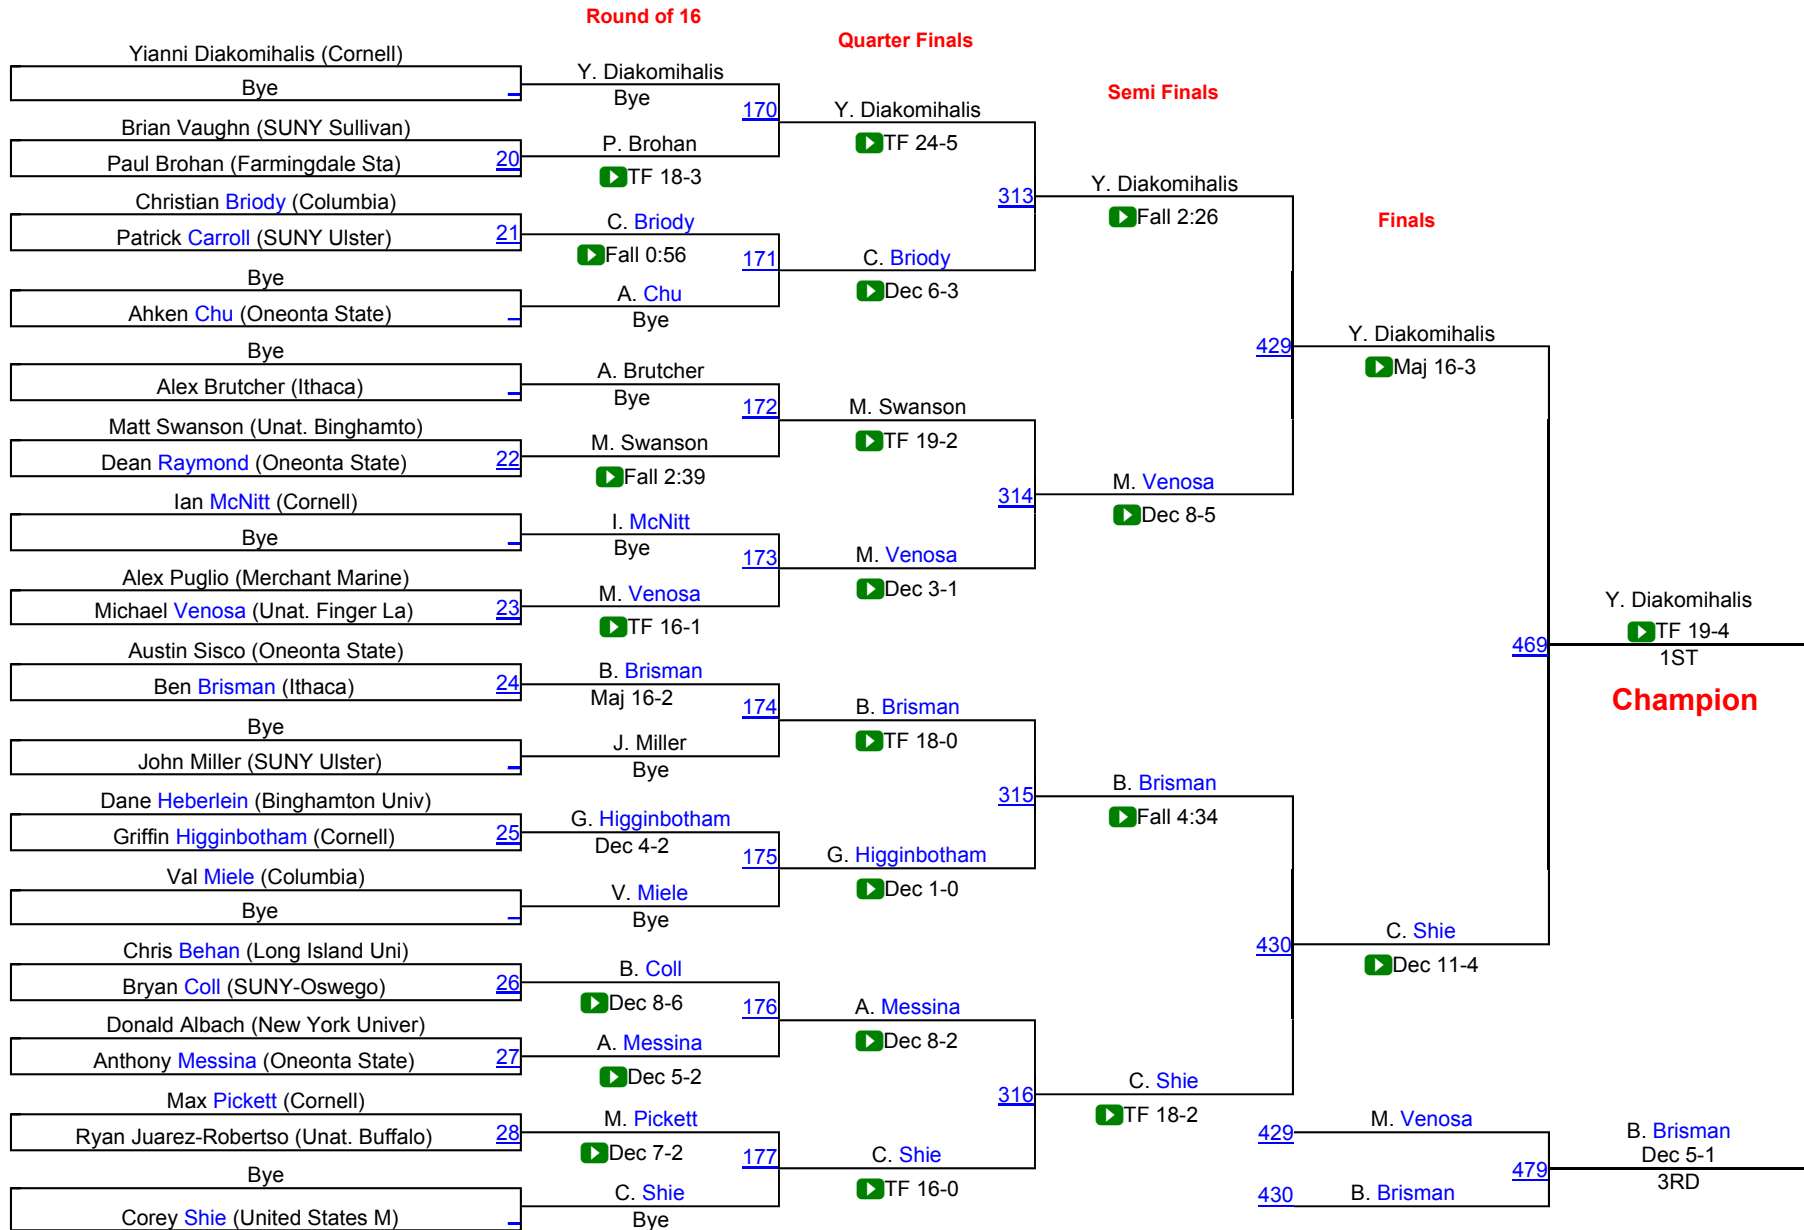 Round of 16
Quarter Finals
Semi Finals
Finals
Yianni Diakomihalis (Cornell)
Bye
Brian Vaughn (SUNY Sullivan)
Paul Brohan (Farmingdale Sta)
20
Christian Briody (Columbia)
Patrick Carroll (SUNY Ulster)
21
Bye
Ahken Chu (Oneonta State)
Bye
Alex Brutcher (Ithaca)
Matt Swanson (Unat. Binghamto)
Dean Raymond (Oneonta State)
22
Ian McNitt (Cornell)
Bye
Alex Puglio (Merchant Marine)
Michael Venosa (Unat. Finger La)
23
Austin Sisco (Oneonta State)
Ben Brisman (Ithaca)
24
Bye
John Miller (SUNY Ulster)
Dane Heberlein (Binghamton Univ)
Griffin Higginbotham (Cornell)
25
Val Miele (Columbia)
Bye
Chris Behan (Long Island Uni)
Bryan Coll (SUNY-Oswego)
26
Donald Albach (New York Univer)
Anthony Messina (Oneonta State)
27
Max Pickett (Cornell)
Ryan Juarez-Robertso (Unat. Buffalo)
28
Bye
Corey Shie (United States M)
Y. Diakomihalis
Bye
170
P. Brohan
TF 18-3
C. Briody
Fall 0:56
171
A. Chu
Bye
A. Brutcher
Bye
172
M. Swanson
Fall 2:39
I. McNitt
Bye
173
M. Venosa
TF 16-1
B. Brisman
Maj 16-2
174
J. Miller
Bye
G. Higginbotham
Dec 4-2
175
V. Miele
Bye
B. Coll
Dec 8-6
176
A. Messina
Dec 5-2
M. Pickett
Dec 7-2
177
C. Shie
Bye
Y. Diakomihalis
TF 24-5
313
C. Briody
Dec 6-3
M. Swanson
TF 19-2
314
M. Venosa
Dec 3-1
B. Brisman
TF 18-0
315
G. Higginbotham
Dec 1-0
A. Messina
Dec 8-2
316
C. Shie
TF 16-0
Y. Diakomihalis
Fall 2:26
429
M. Venosa
Dec 8-5
B. Brisman
Fall 4:34
430
C. Shie
TF 18-2
Y. Diakomihalis
Maj 16-3
469
C. Shie
Dec 11-4
Y. Diakomihalis
TF 19-4
1ST
Champion
429
M. Venosa
479
430
B. Brisman
B. Brisman
Dec 5-1
3RD